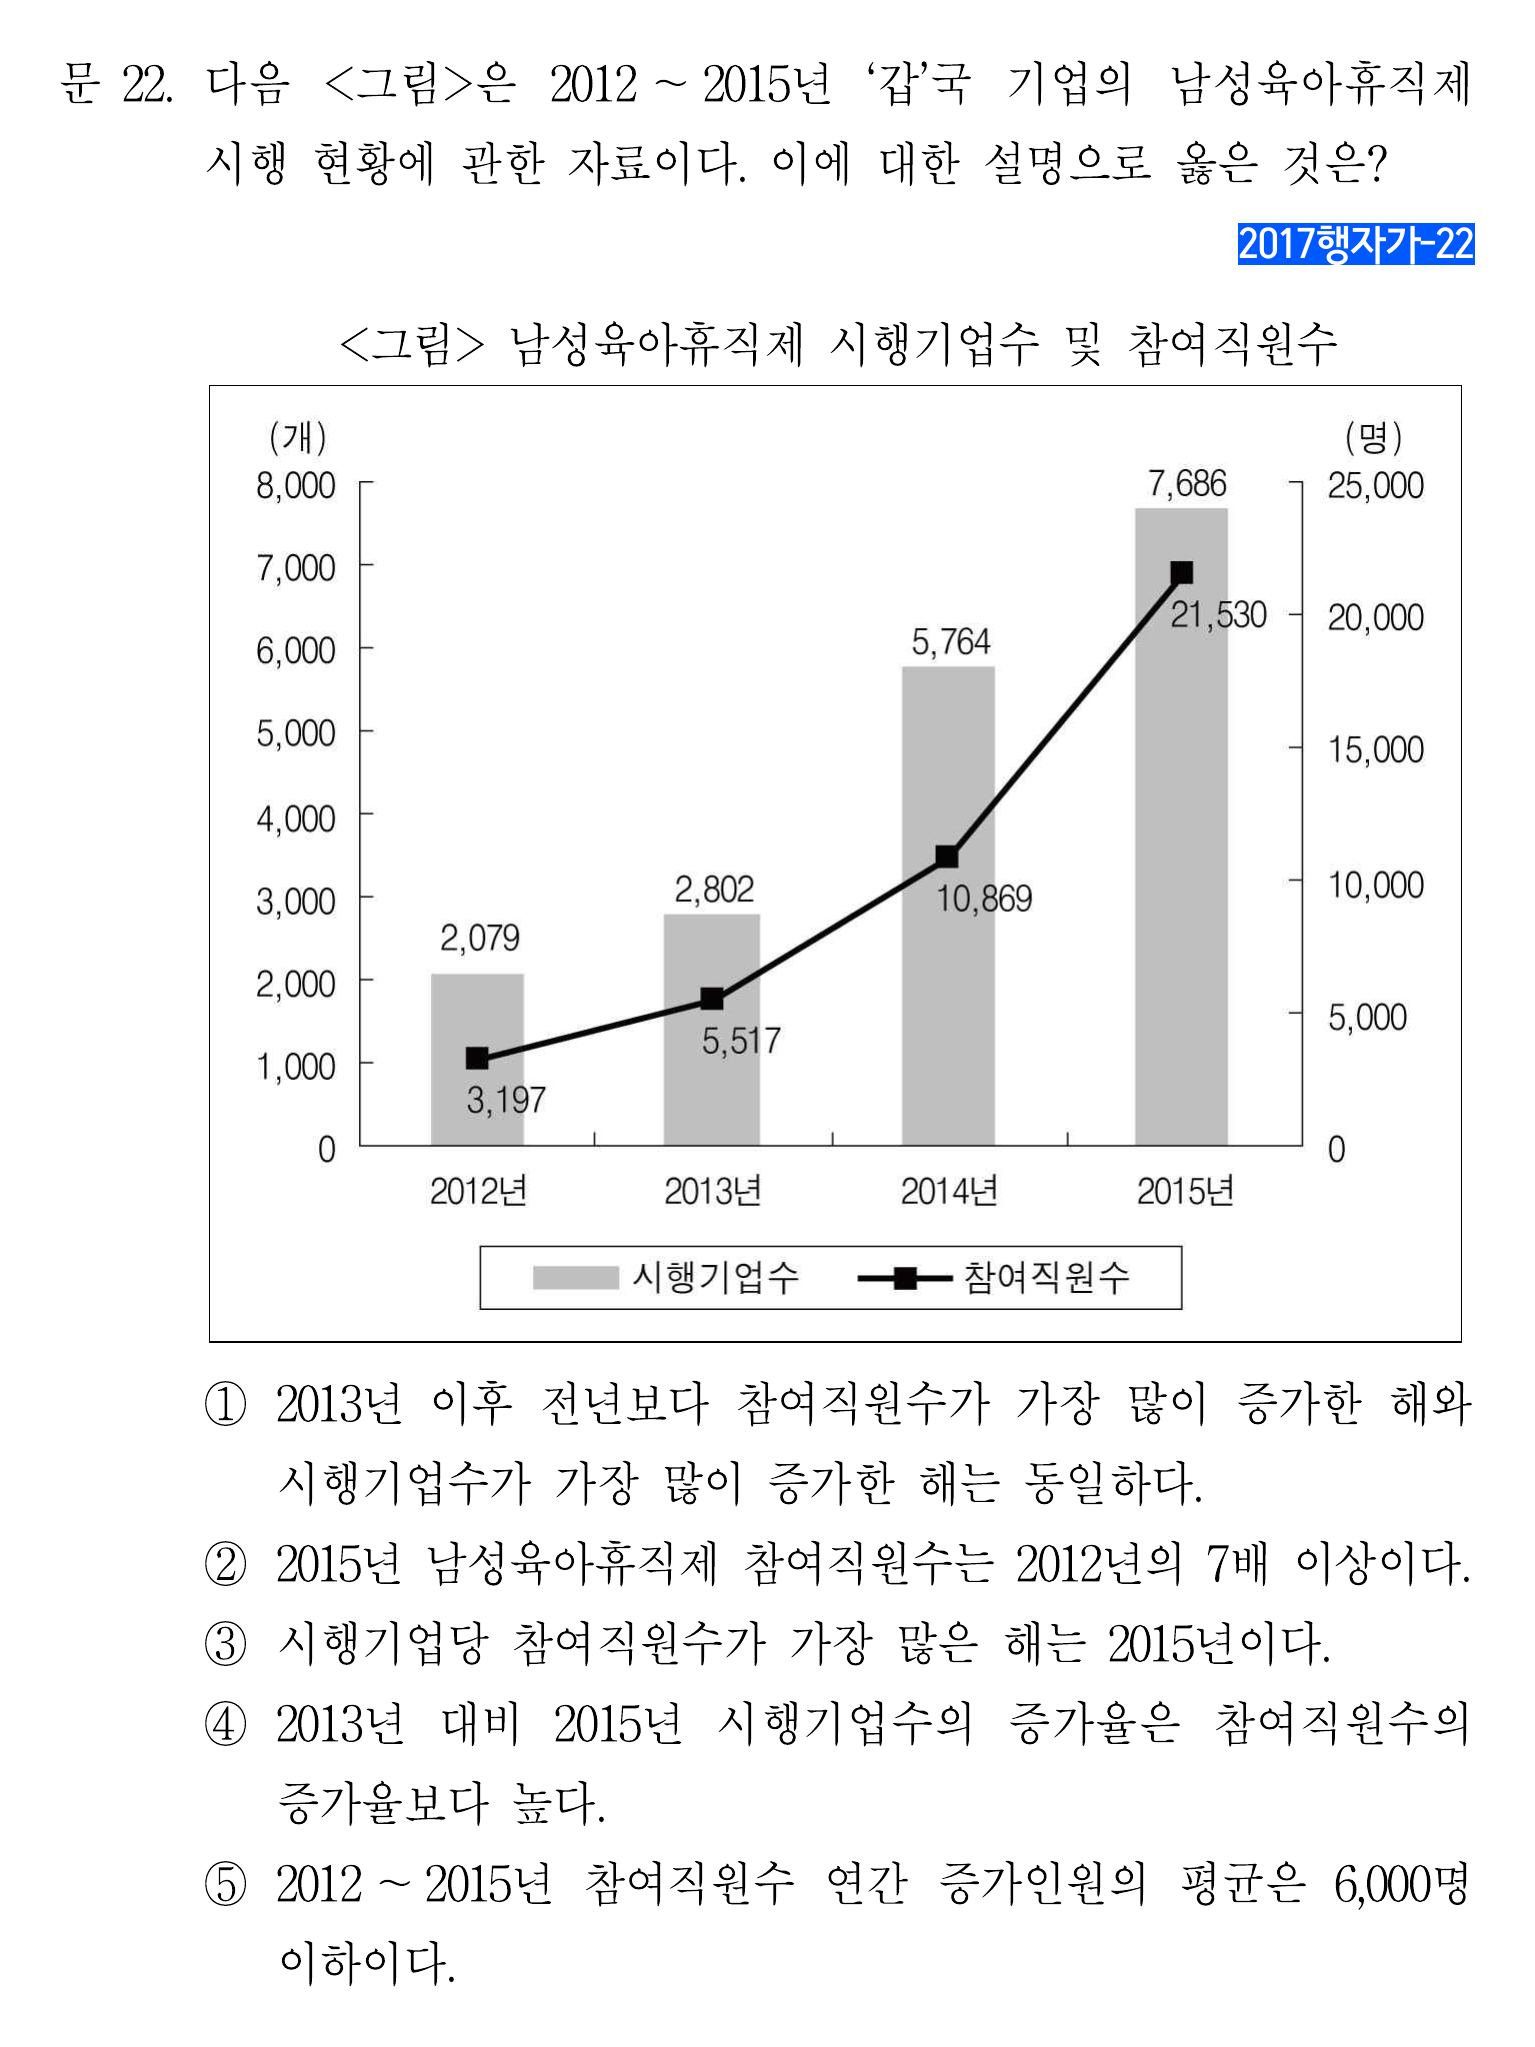 문 22. 다음 <그림>은 2012 ~ 2015년 ‘갑’국 기업의 남성육아휴직제
시행 현황에 관한 자료이다. 이에 대한 설명으로 옳은 것은?
2017행자가-22
<그림> 남성육아휴직제 시행기업수 및 참여직원수
(개) (명)
8,000 7,686 25,000
7,000
21,530 20,000
6,000 5,764
5,000 15,000
4,000
3,000 2,802 10,869 10,000
2,079
2,000 5,517 5,000
1,000 3,197
0 0
2012년 2013년 2014년 2015년
시행기업수 참여직원수
① 2013년 이후 전년보다 참여직원수가 가장 많이 증가한 해와
시행기업수가 가장 많이 증가한 해는 동일하다.
② 2015년 남성육아휴직제 참여직원수는 2012년의 7배 이상이다.
③ 시행기업당 참여직원수가 가장 많은 해는 2015년이다.
④ 2013년 대비 2015년 시행기업수의 증가율은 참여직원수의
증가율보다 높다.
⑤ 2012 ~ 2015년 참여직원수 연간 증가인원의 평균은 6,000명
이하이다.